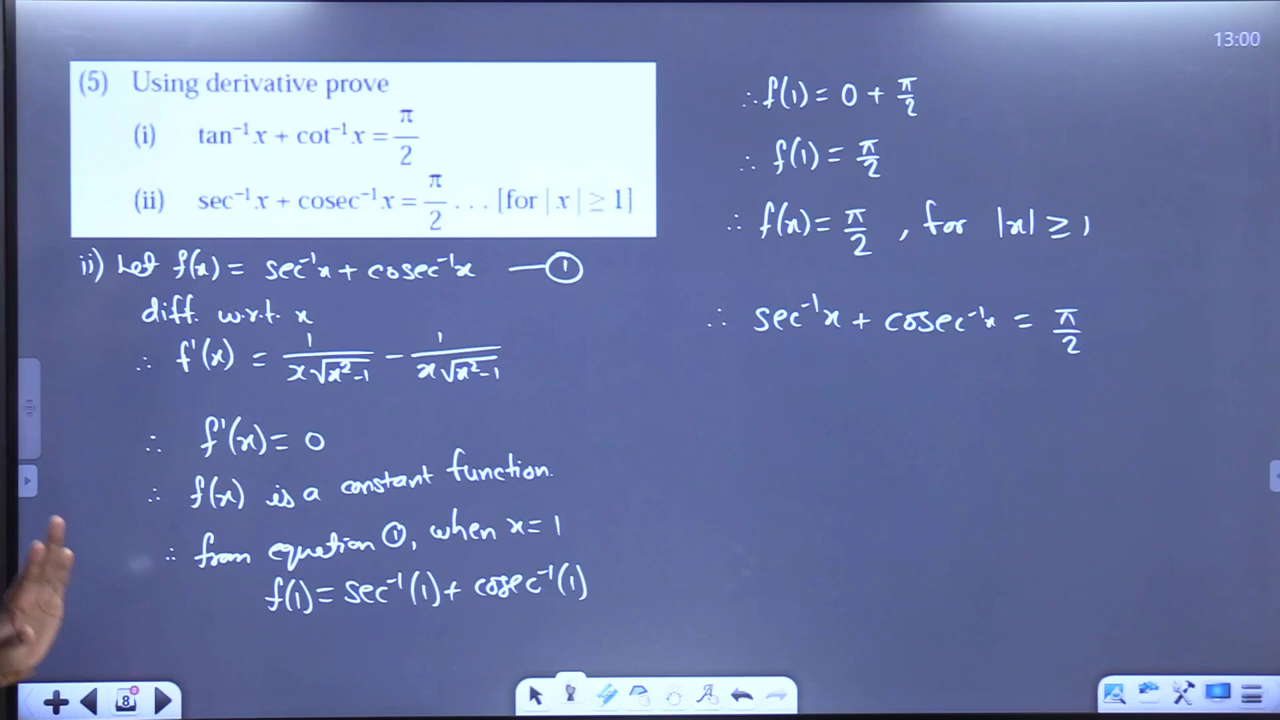 13:00
(5) Using derivative prove
(i) tan⁻¹x + cot⁻¹x = π/2
(ii) sec⁻¹x + cosec⁻¹x = π/2 . . . [for | x | ≥ 1]
ii) Let f(x) = sec⁻¹x + cosec⁻¹x —①
diff. w.r.t. x
∴ f'(x) = 1/(x√(x²-1)) - 1/(x√(x²-1))
∴ f'(x) = 0
∴ f(x) is a constant function.
∴ from equetion ①, when x = 1
f(1) = sec⁻¹(1) + cosec⁻¹(1)
∴ f(1) = 0 + π/2
∴ f(1) = π/2
∴ f(x) = π/2 , for |x| ≥ 1
∴ sec⁻¹x + cosec⁻¹x = π/2
8